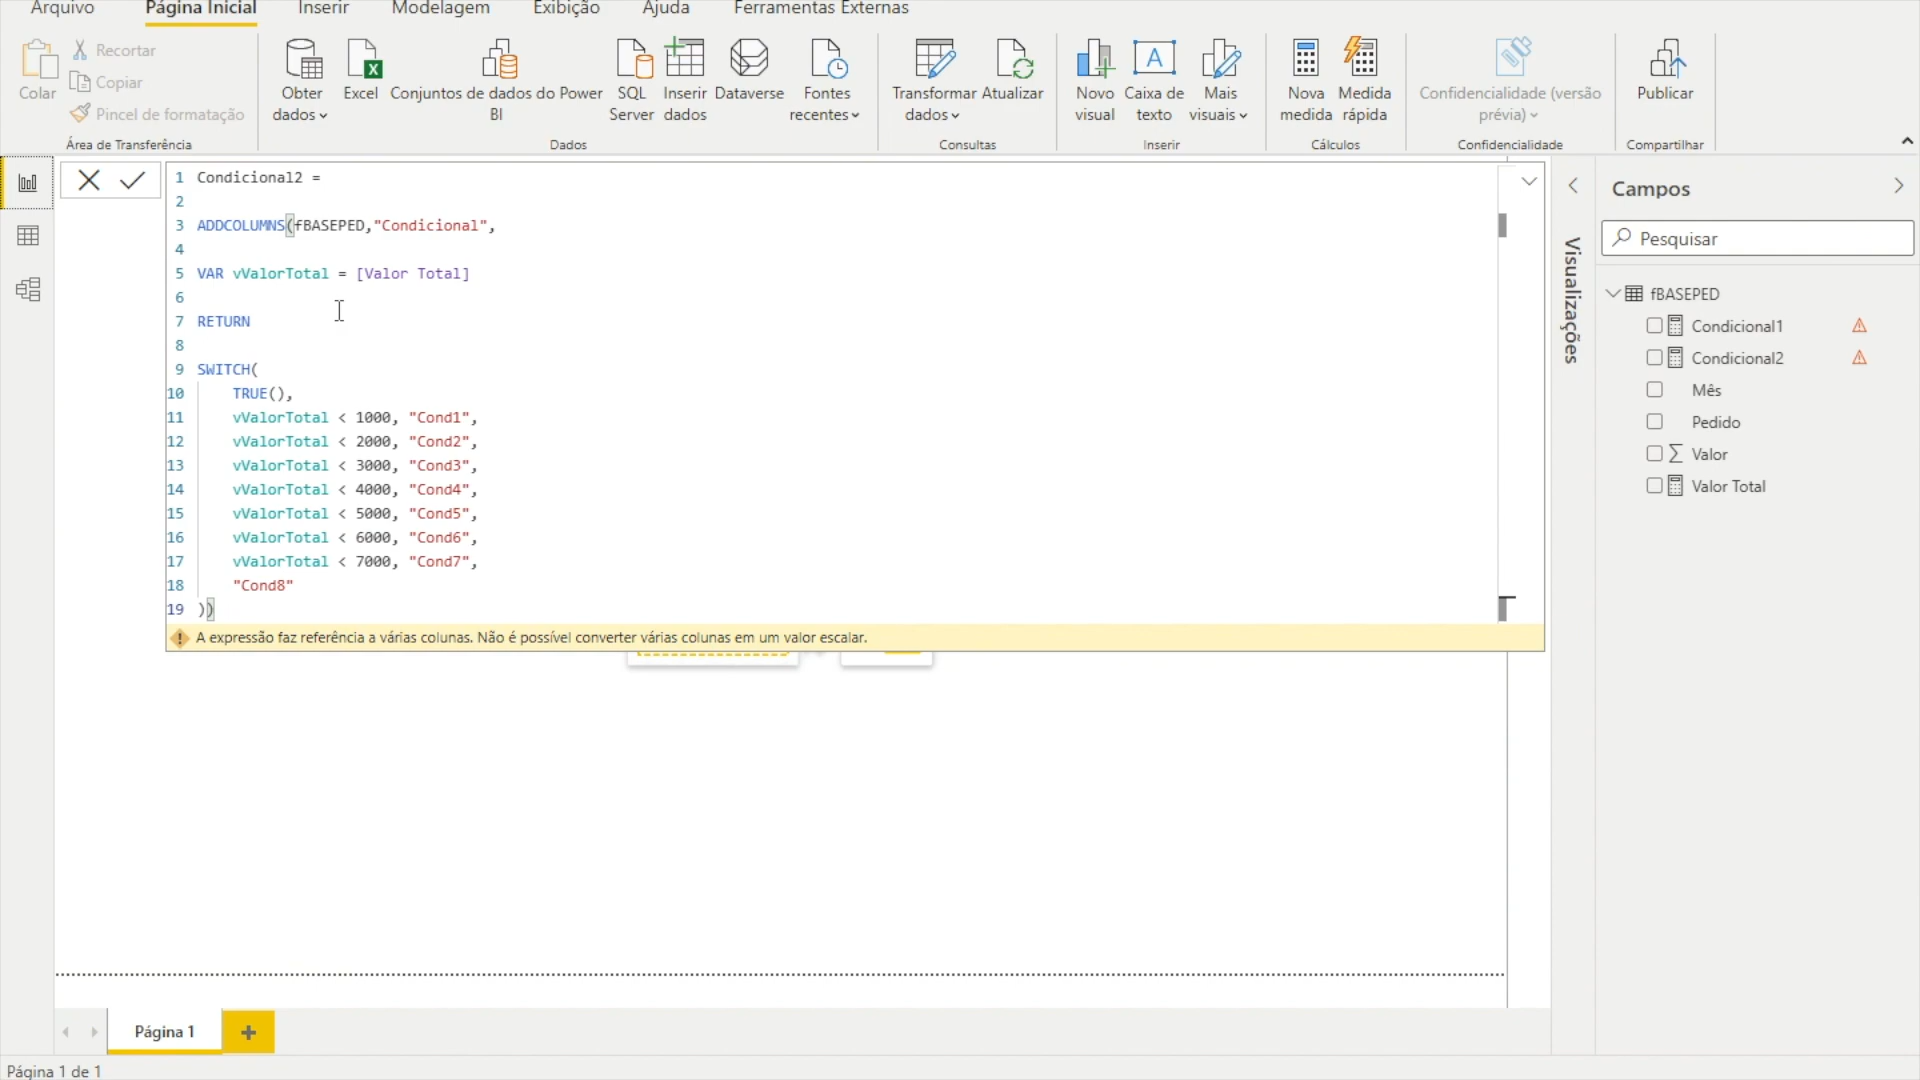 Arquivo Página Inicial Inserir Modelagem Exibição Ajuda Ferramentas Externas
Colar
Recortar
Copiar
Pincel de formatação
Área de Transferência
Obter dados
Excel
Conjuntos de dados do Power BI
SQL Server
Inserir dados
Dataverse
Fontes recentes
Dados
Transformar dados
Atualizar
Consultas
Novo visual
Caixa de texto
Mais visuais
Inserir
Nova medida
Medida rápida
Cálculos
Confidencialidade (versão prévia)
Confidencialidade
Publicar
Compartilhar
1 Condicional2 =
2
3 ADDCOLUMNS(fBASEPED,"Condicional",
4
5 VAR vValorTotal = [Valor Total]
6
7 RETURN
8
9 SWITCH(
10 TRUE(),
11 vValorTotal < 1000, "Cond1",
12 vValorTotal < 2000, "Cond2",
13 vValorTotal < 3000, "Cond3",
14 vValorTotal < 4000, "Cond4",
15 vValorTotal < 5000, "Cond5",
16 vValorTotal < 6000, "Cond6",
17 vValorTotal < 7000, "Cond7",
18 "Cond8"
19 ))
A expressão faz referência a várias colunas. Não é possível converter várias colunas em um valor escalar.
Visualizações
Campos
Pesquisar
fBASEPED
Condicional1
Condicional2
Mês
Pedido
Valor
Valor Total
Página 1
Página 1 de 1